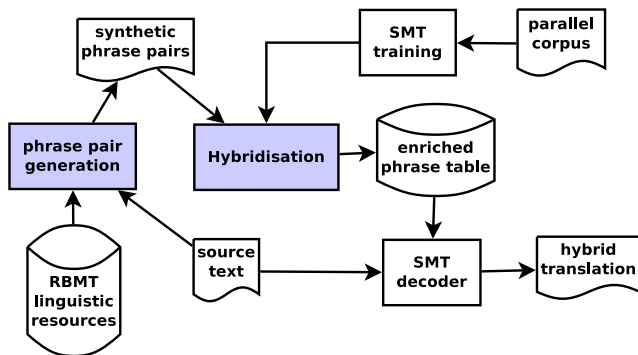 synthetic
phrase pairs
SMT
training
parallel
corpus
phrase pair
generation
Hybridisation
enriched
phrase table
RBMT
linguistic
resources
source
text
SMT
decoder
hybrid
translation